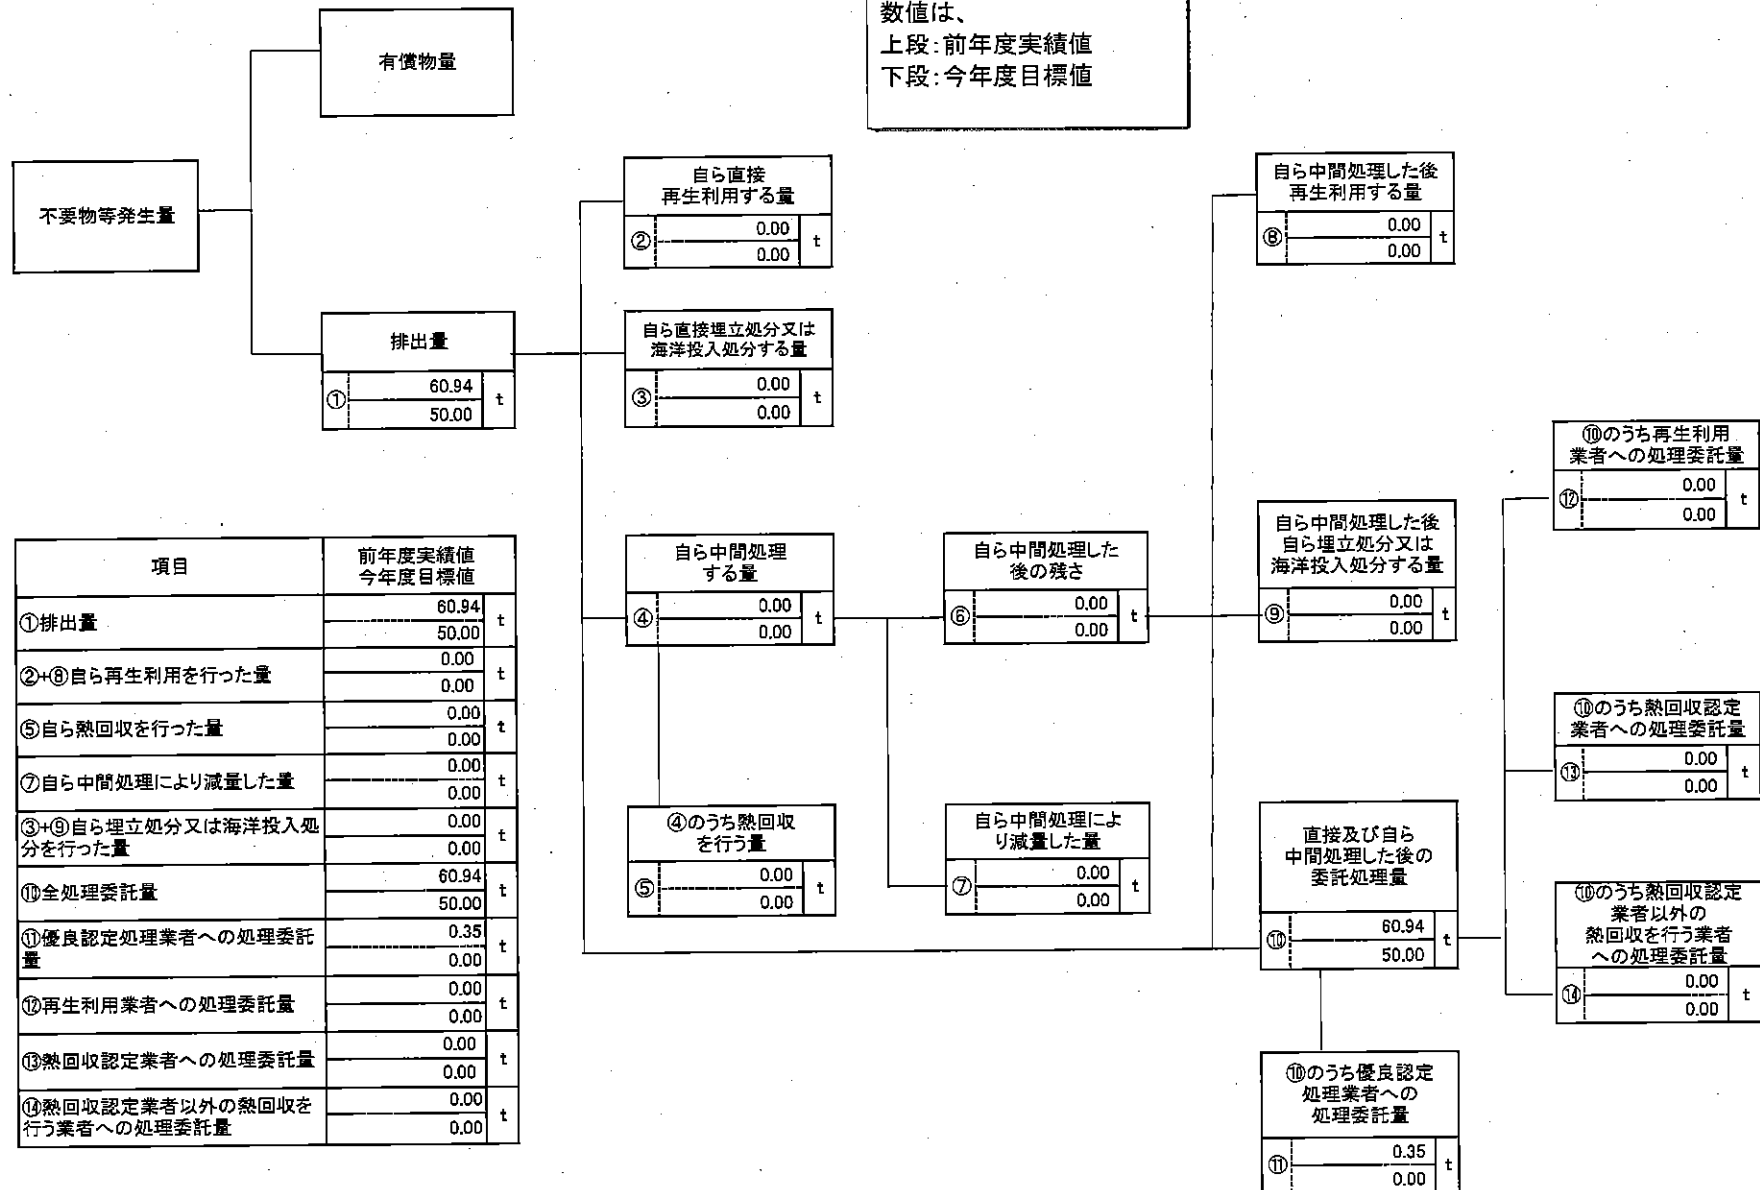 数値は、
上段:前年度実績値
下段:今年度目標値
有償物量
不要物等発生量
排出量
① 60.94 t
50.00
自ら直接
再生利用する量
② 0.00 t
0.00
自ら直接埋立処分又は
海洋投入処分する量
③ 0.00 t
0.00
自ら中間処理
する量
④ 0.00 t
0.00
④のうち熱回収
を行う量
⑤ 0.00 t
0.00
自ら中間処理した
後の残さ
⑥ 0.00 t
0.00
自ら中間処理によ
り減量した量
⑦ 0.00 t
0.00
自ら中間処理した後
再生利用する量
⑧ 0.00 t
0.00
自ら中間処理した後
自ら埋立処分又は
海洋投入処分する量
⑨ 0.00 t
0.00
直接及び自ら
中間処理した後の
委託処理量
⑩ 60.94 t
50.00
⑩のうち優良認定
処理業者への
処理委託量
⑪ 0.35 t
0.00
⑩のうち再生利用
業者への処理委託量
⑫ 0.00 t
0.00
⑩のうち熱回収認定
業者への処理委託量
⑬ 0.00 t
0.00
⑩のうち熱回収認定
業者以外の
熱回収を行う業者
への処理委託量
⑭ 0.00 t
0.00
項目 前年度実績値
今年度目標値
①排出量 60.94 t
50.00
②+⑧自ら再生利用を行った量 0.00 t
0.00
⑤自ら熱回収を行った量 0.00 t
0.00
⑦自ら中間処理により減量した量 0.00 t
0.00
③+⑨自ら埋立処分又は海洋投入処 0.00 t
分を行った量 0.00
⑩全処理委託量 60.94 t
50.00
⑪優良認定処理業者への処理委託 0.35 t
量 0.00
⑫再生利用業者への処理委託量 0.00 t
0.00
⑬熱回収認定業者への処理委託量 0.00 t
0.00
⑭熱回収認定業者以外の熱回収を 0.00 t
行う業者への処理委託量 0.00